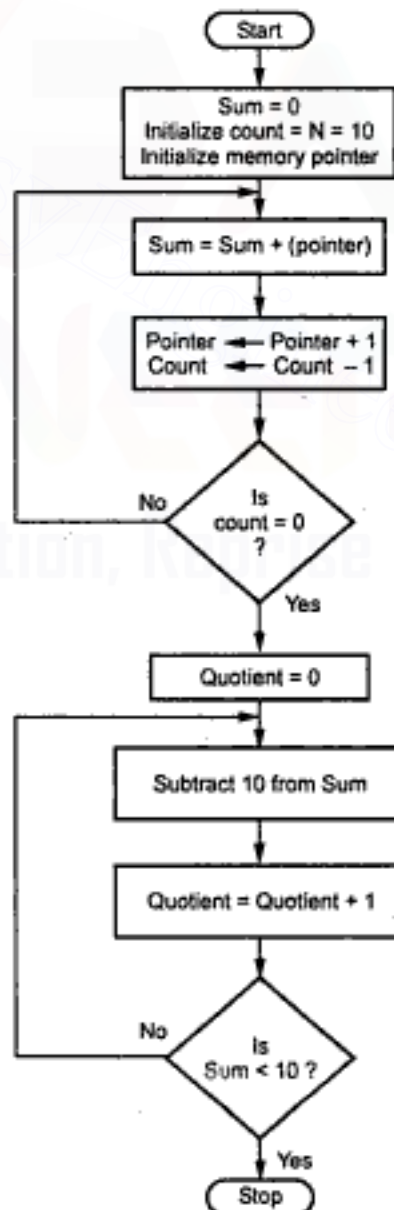 Start
Sum = 0
Initialize count = N = 10
Initialize memory pointer
Sum = Sum + (pointer)
Pointer ← Pointer + 1
Count ← Count - 1
No
Is
count = 0
?
Yes
Quotient = 0
Subtract 10 from Sum
Quotient = Quotient + 1
No
Is
Sum < 10 ?
Yes
Stop